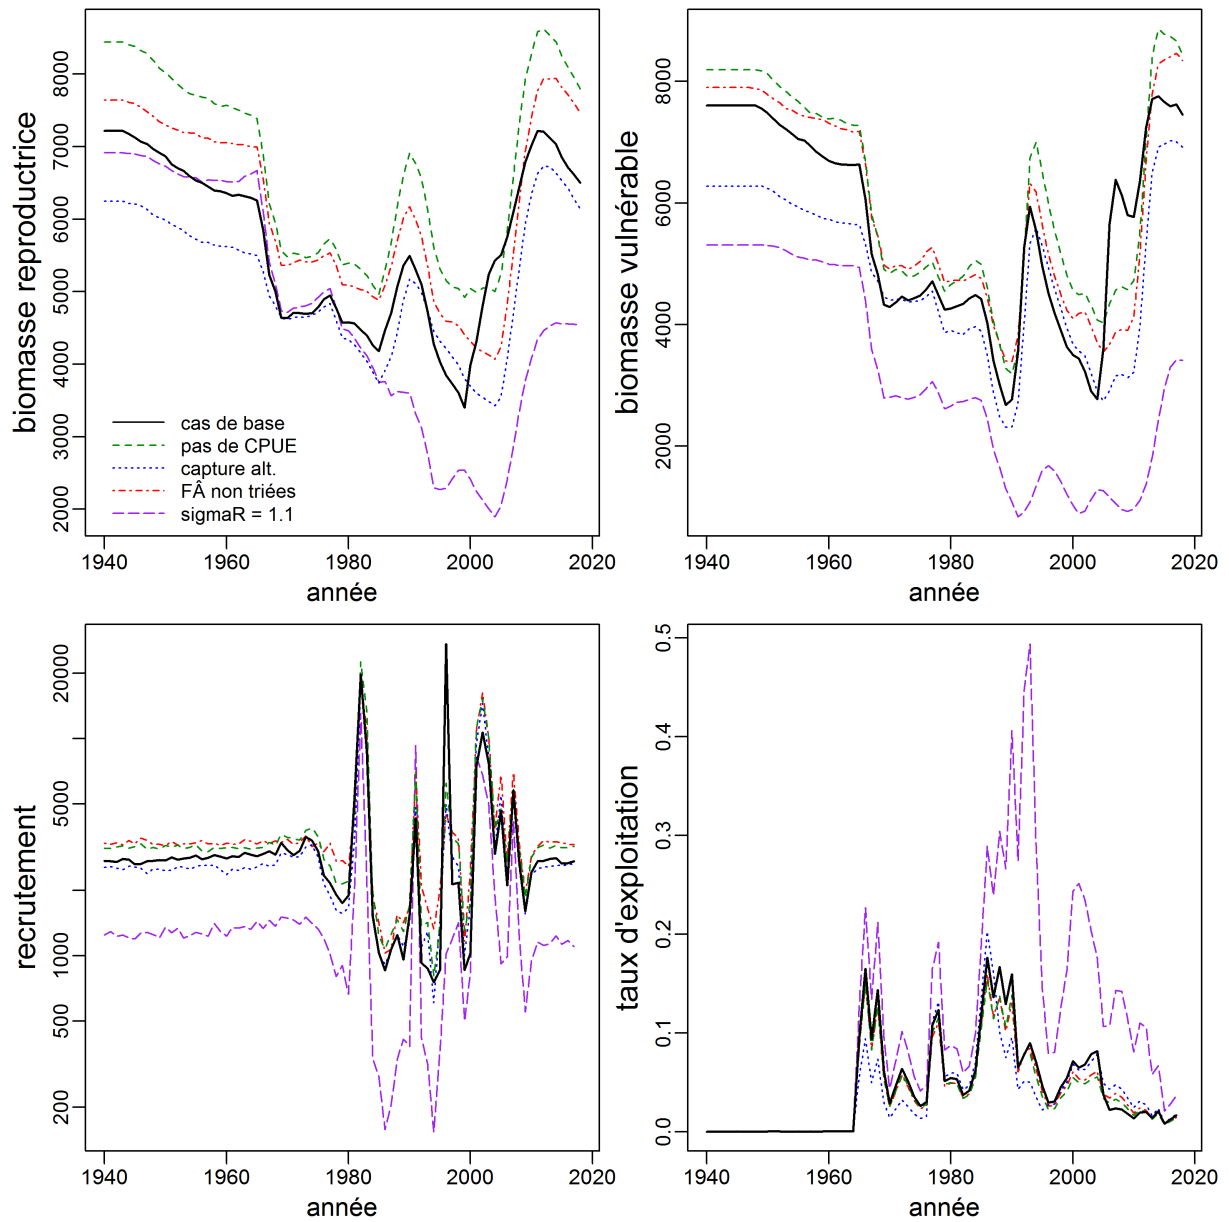 biomasse reproductrice
8000
7000
6000
5000
4000
3000
2000
cas de base
pas de CPUE
capture alt.
FÂ non triées
sigmaR = 1.1
1940 1960 1980 2000 2020
année
biomasse vulnérable
8000
6000
4000
2000
1940 1960 1980 2000 2020
année
recrutement
20000
5000
1000
500
200
1940 1960 1980 2000 2020
année
taux d'exploitation
0.5
0.4
0.3
0.2
0.1
0.0
1940 1960 1980 2000 2020
année